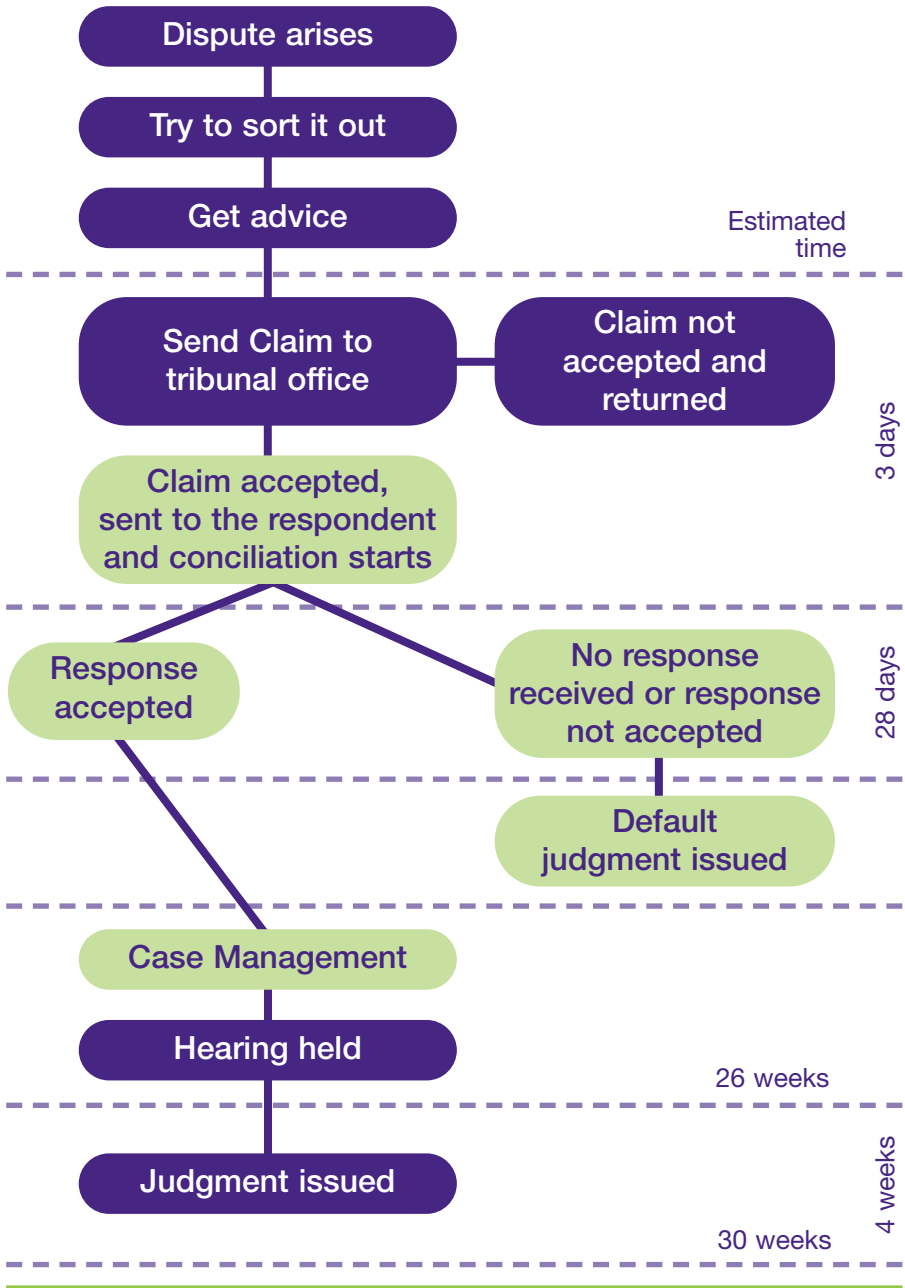 Dispute arises
Try to sort it out
Get advice
Estimated
time
Send Claim to
tribunal office
Claim not
accepted and
returned
3 days
Claim accepted,
sent to the respondent
and conciliation starts
Response
accepted
No response
received or response
not accepted
28 days
Default
judgment issued
Case Management
Hearing held
26 weeks
Judgment issued
4 weeks
30 weeks